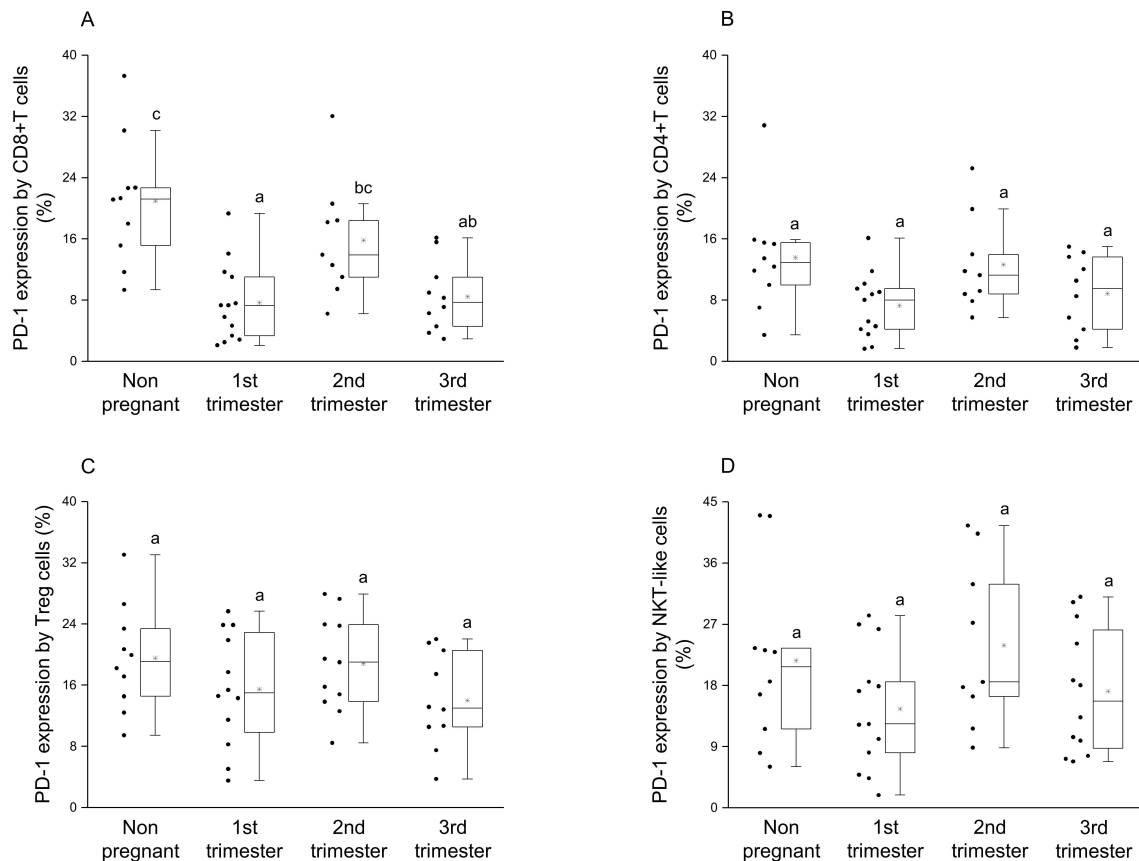 A
PD-1 expression by CD8+T cells
(%)
40
32
24
16
8
0
c
a
bc
ab
Non
pregnant
1st
trimester
2nd
trimester
3rd
trimester
B
PD-1 expression by CD4+T cells
(%)
40
32
24
16
8
0
a
a
a
a
Non
pregnant
1st
trimester
2nd
trimester
3rd
trimester
C
PD-1 expression by Treg cells (%)
40
32
24
16
8
0
a
a
a
a
Non
pregnant
1st
trimester
2nd
trimester
3rd
trimester
D
PD-1 expression by NKT-like cells
(%)
45
36
27
18
9
0
a
a
a
a
Non
pregnant
1st
trimester
2nd
trimester
3rd
trimester